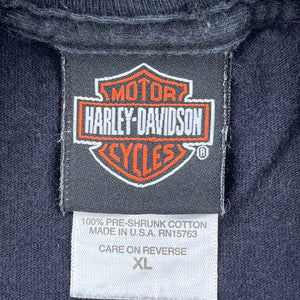 MOTOR
HARLEY-DAVIDSON
CYCLES
®
100% PRE-SHRUNK COTTON
MADE IN U.S.A. RN15763
CARE ON REVERSE
XL